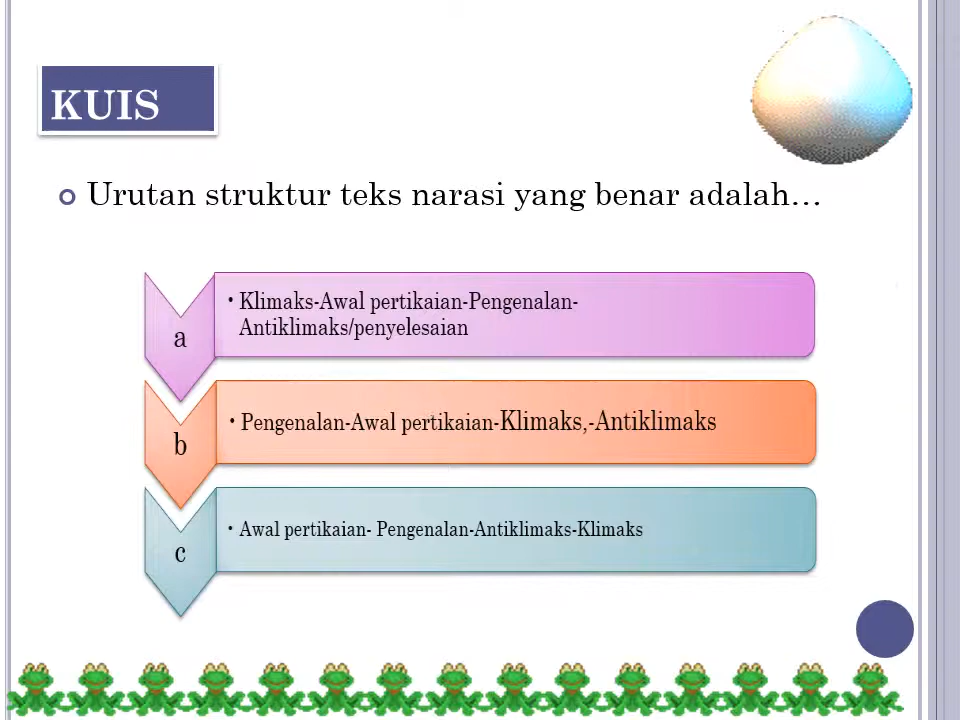 KUIS
Urutan struktur teks narasi yang benar adalah…
a
• Klimaks-Awal pertikaian-Pengenalan-
Antiklimaks/penyelesaian
b
• Pengenalan-Awal pertikaian-Klimaks,-Antiklimaks
c
• Awal pertikaian- Pengenalan-Antiklimaks-Klimaks